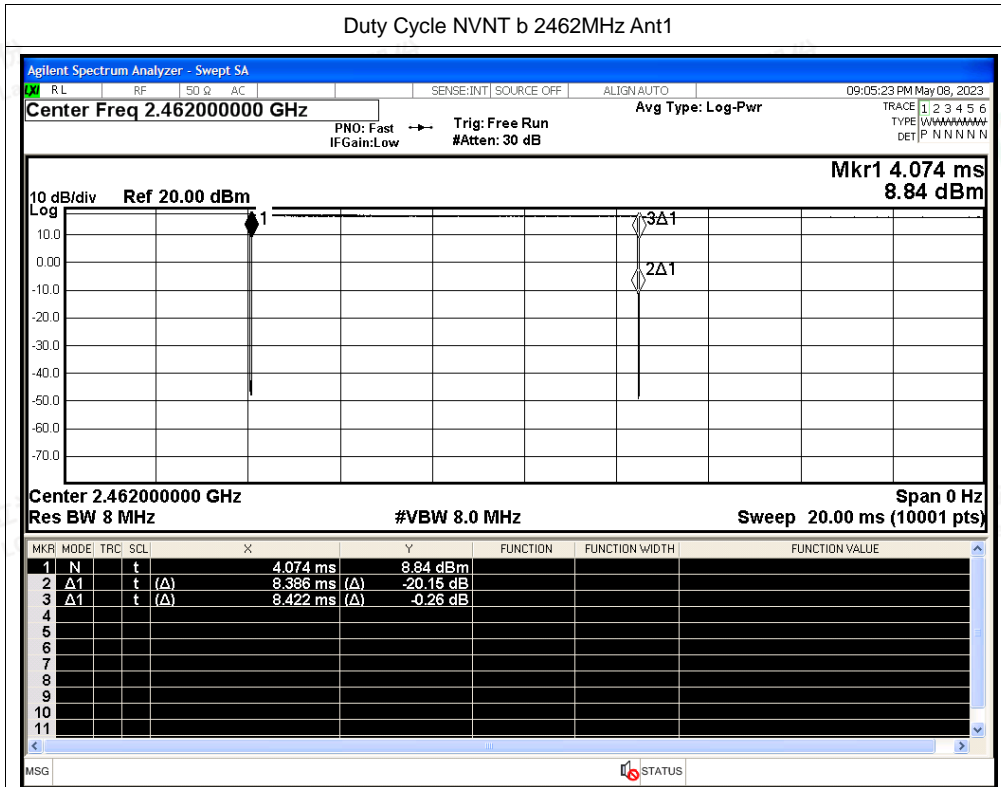 Duty Cycle NVNT b 2462MHz Ant1
Agilent Spectrum Analyzer - Swept SA
LXI RL RF 50 Ω AC SENSE:INT SOURCE OFF ALIGN AUTO 09:05:23 PM May 08, 2023
Center Freq 2.462000000 GHz Avg Type: Log-Pwr TRACE 1 2 3 4 5 6
PNO: Fast Trig: Free Run TYPE WWWWWW
IFGain:Low #Atten: 30 dB DET P N N N N N
Mkr1 4.074 ms
10 dB/div Ref 20.00 dBm 8.84 dBm
Log
1 3Δ1
10.0
0.00
2Δ1
-10.0
-20.0
-30.0
-40.0
-50.0
-60.0
-70.0
Center 2.462000000 GHz Span 0 Hz
Res BW 8 MHz #VBW 8.0 MHz Sweep 20.00 ms (10001 pts)
MKR MODE TRC SCL X Y FUNCTION FUNCTION WIDTH FUNCTION VALUE
1 N t 4.074 ms 8.84 dBm
2 Δ1 t (Δ) 8.386 ms (Δ) -20.15 dB
3 Δ1 t (Δ) 8.422 ms (Δ) -0.26 dB
4
5
6
7
8
9
10
11
MSG STATUS